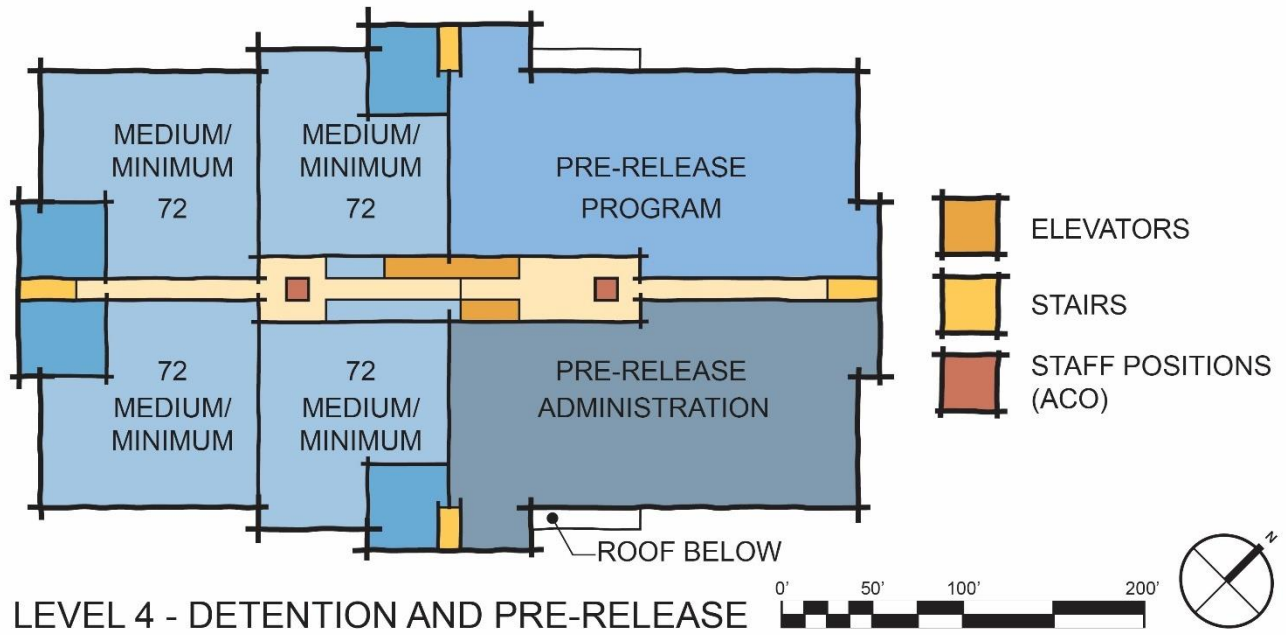 MEDIUM/
MINIMUM
72
MEDIUM/
MINIMUM
72
PRE-RELEASE
PROGRAM
72
MEDIUM/
MINIMUM
72
MEDIUM/
MINIMUM
PRE-RELEASE
ADMINISTRATION
ELEVATORS
STAIRS
STAFF POSITIONS
(ACO)
ROOF BELOW
LEVEL 4 - DETENTION AND PRE-RELEASE
0' 50' 100' 200'
N